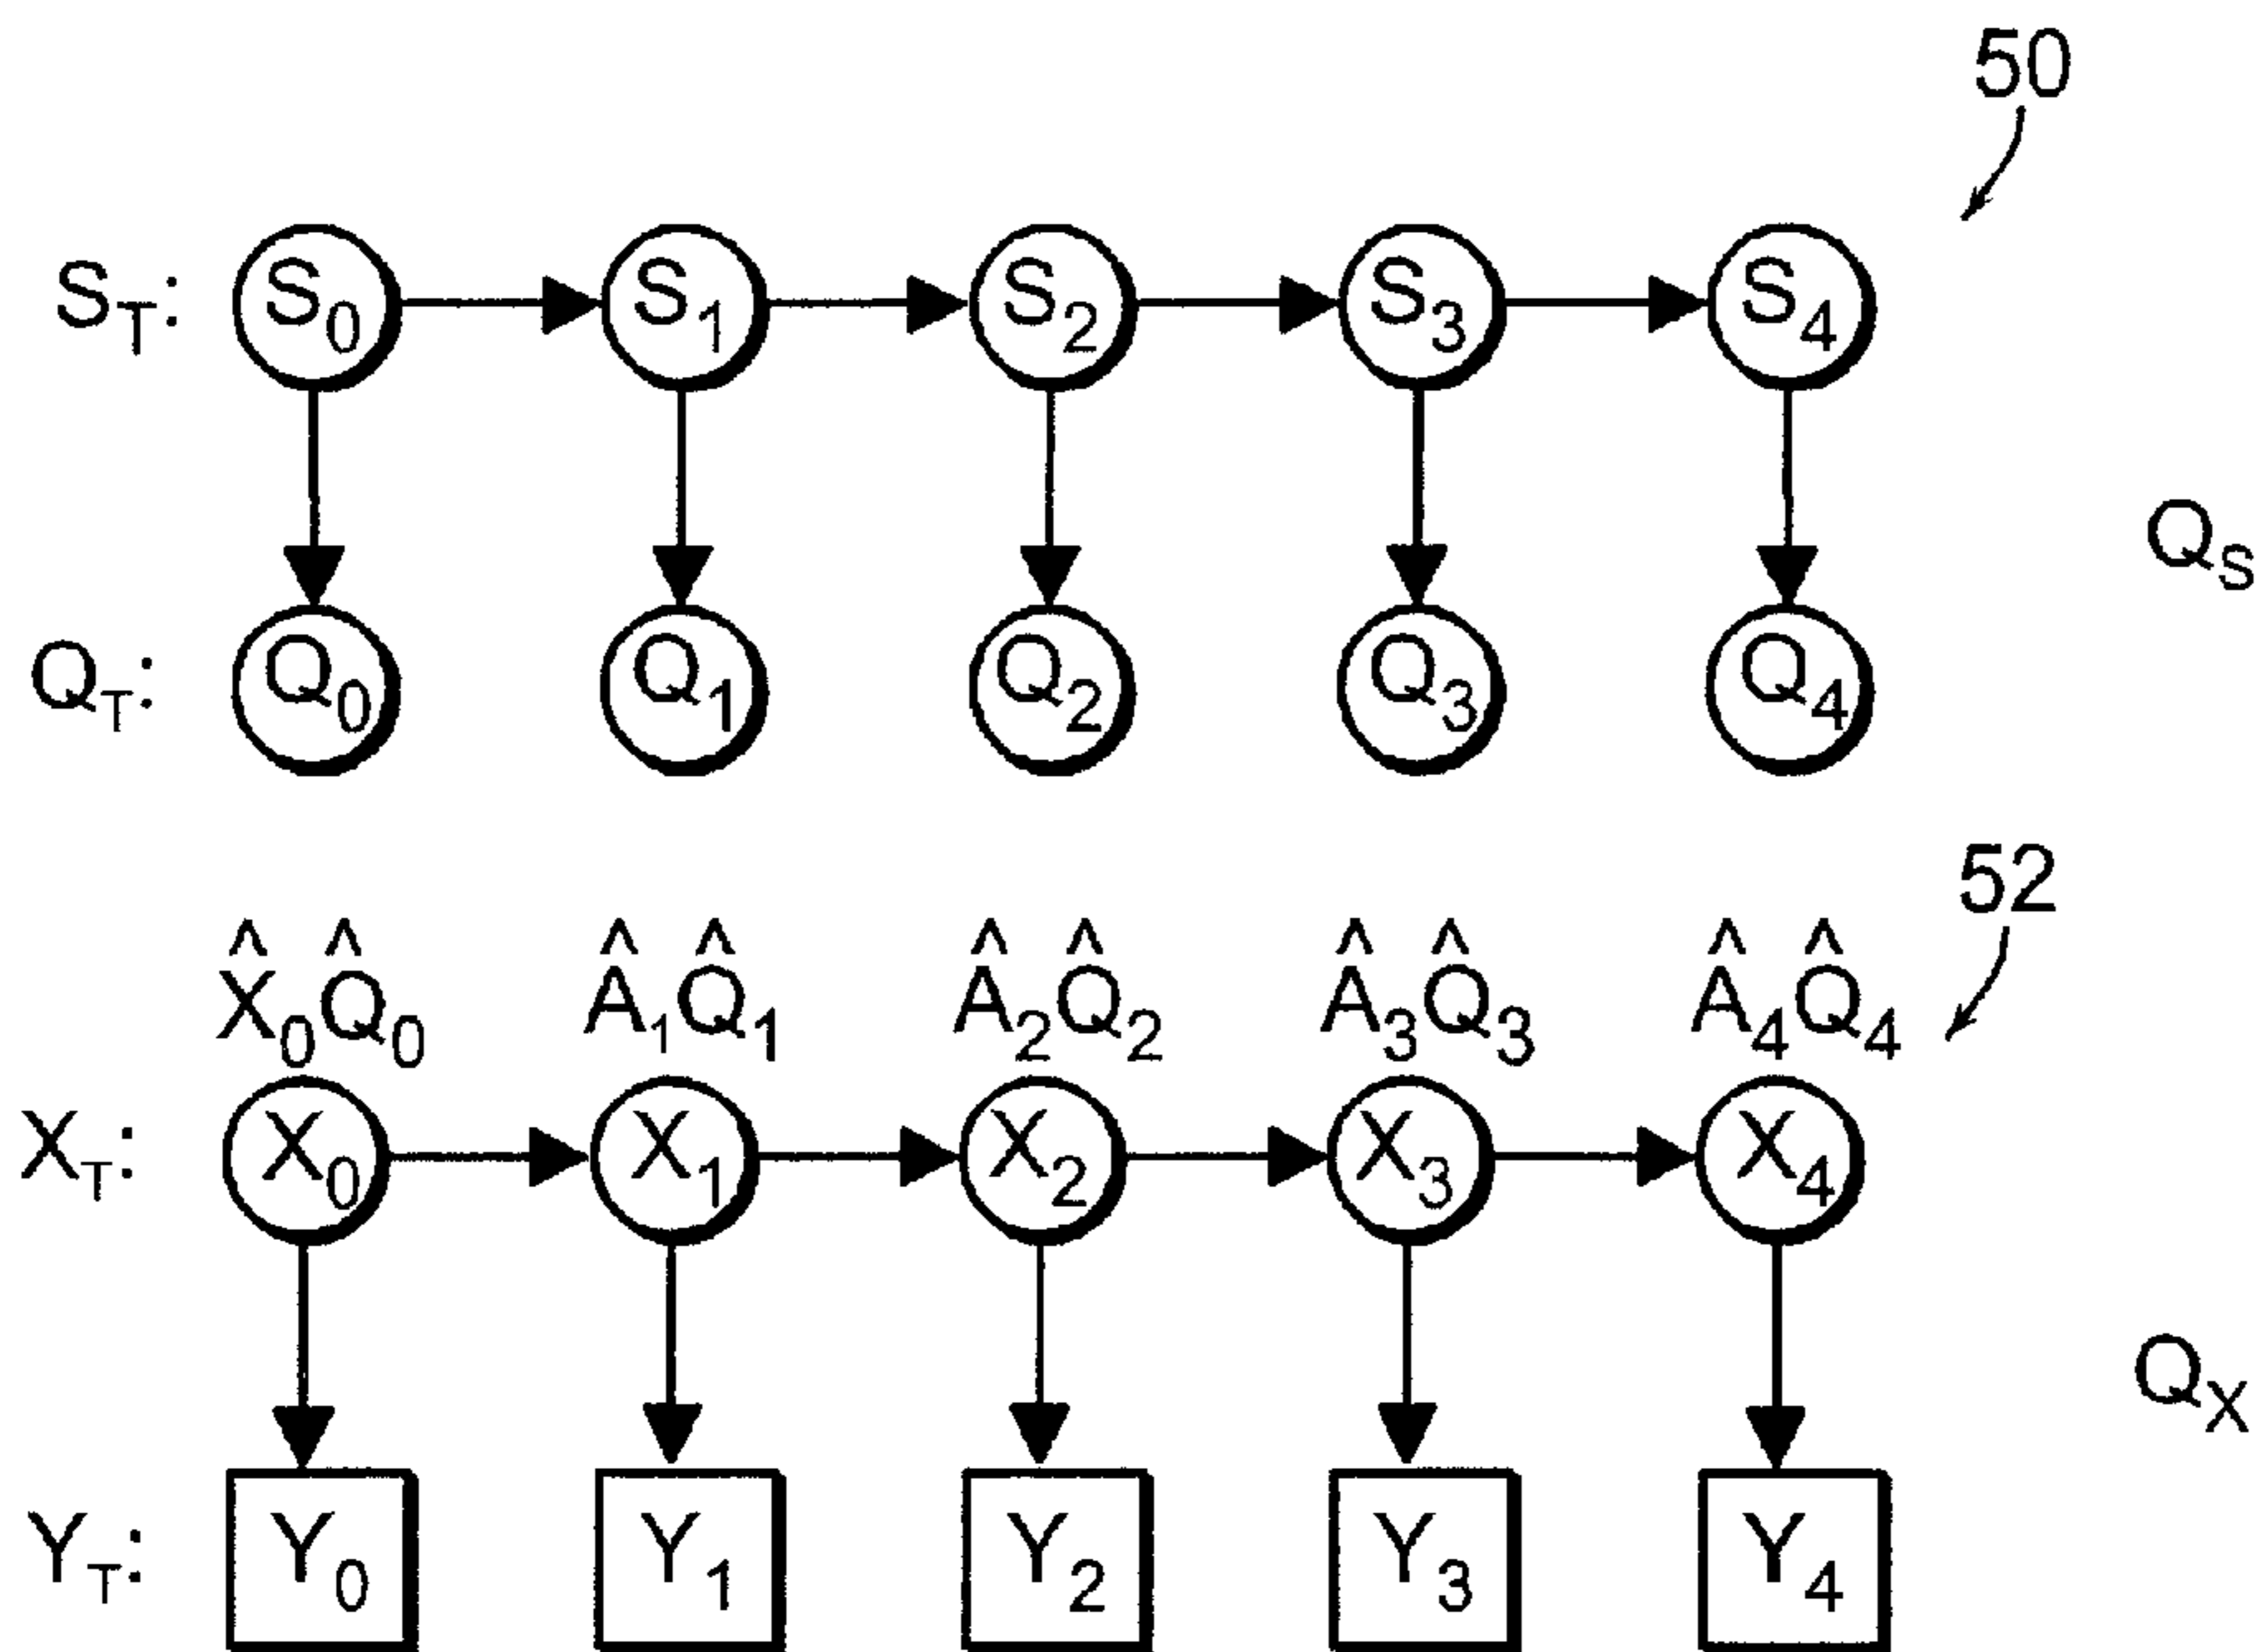 50
S_T: S_0 S_1 S_2 S_3 S_4
Q_S
Q_T: Q_0 Q_1 Q_2 Q_3 Q_4
52
X̂_0Q̂_0 Â_1Q̂_1 Â_2Q̂_2 Â_3Q̂_3 Â_4Q̂_4
X_T: X_0 X_1 X_2 X_3 X_4
Q_X
Y_T: Y_0 Y_1 Y_2 Y_3 Y_4